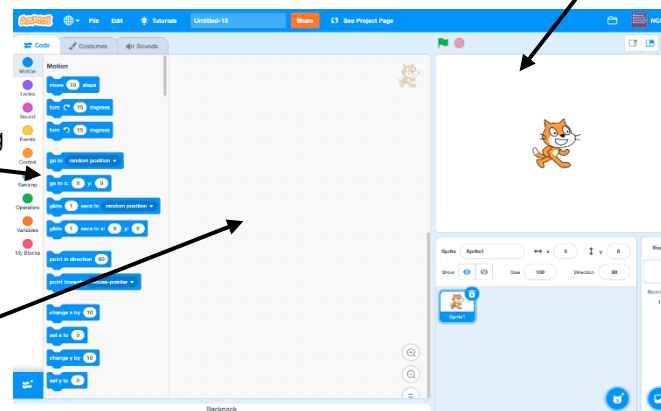 SCRATCH File Edit Tutorials Untitled-15 Share See Project Page
Code Costumes Sounds
Motion
Looks
Sound
Events
Control
Sensing
Operators
Variables
My Blocks
Motion
move 10 steps
turn 15 degrees
turn 15 degrees
go to random position
go to x: 0 y: 0
glide 1 secs to random position
glide 1 secs to x: 0 y: 0
point in direction 90
point towards mouse-pointer
change x by 10
set x to 0
change y by 10
set y to 0
Sprite Sprite1 x 0 y 0
Show Size 100 Direction 90
Sprite1
Backpack